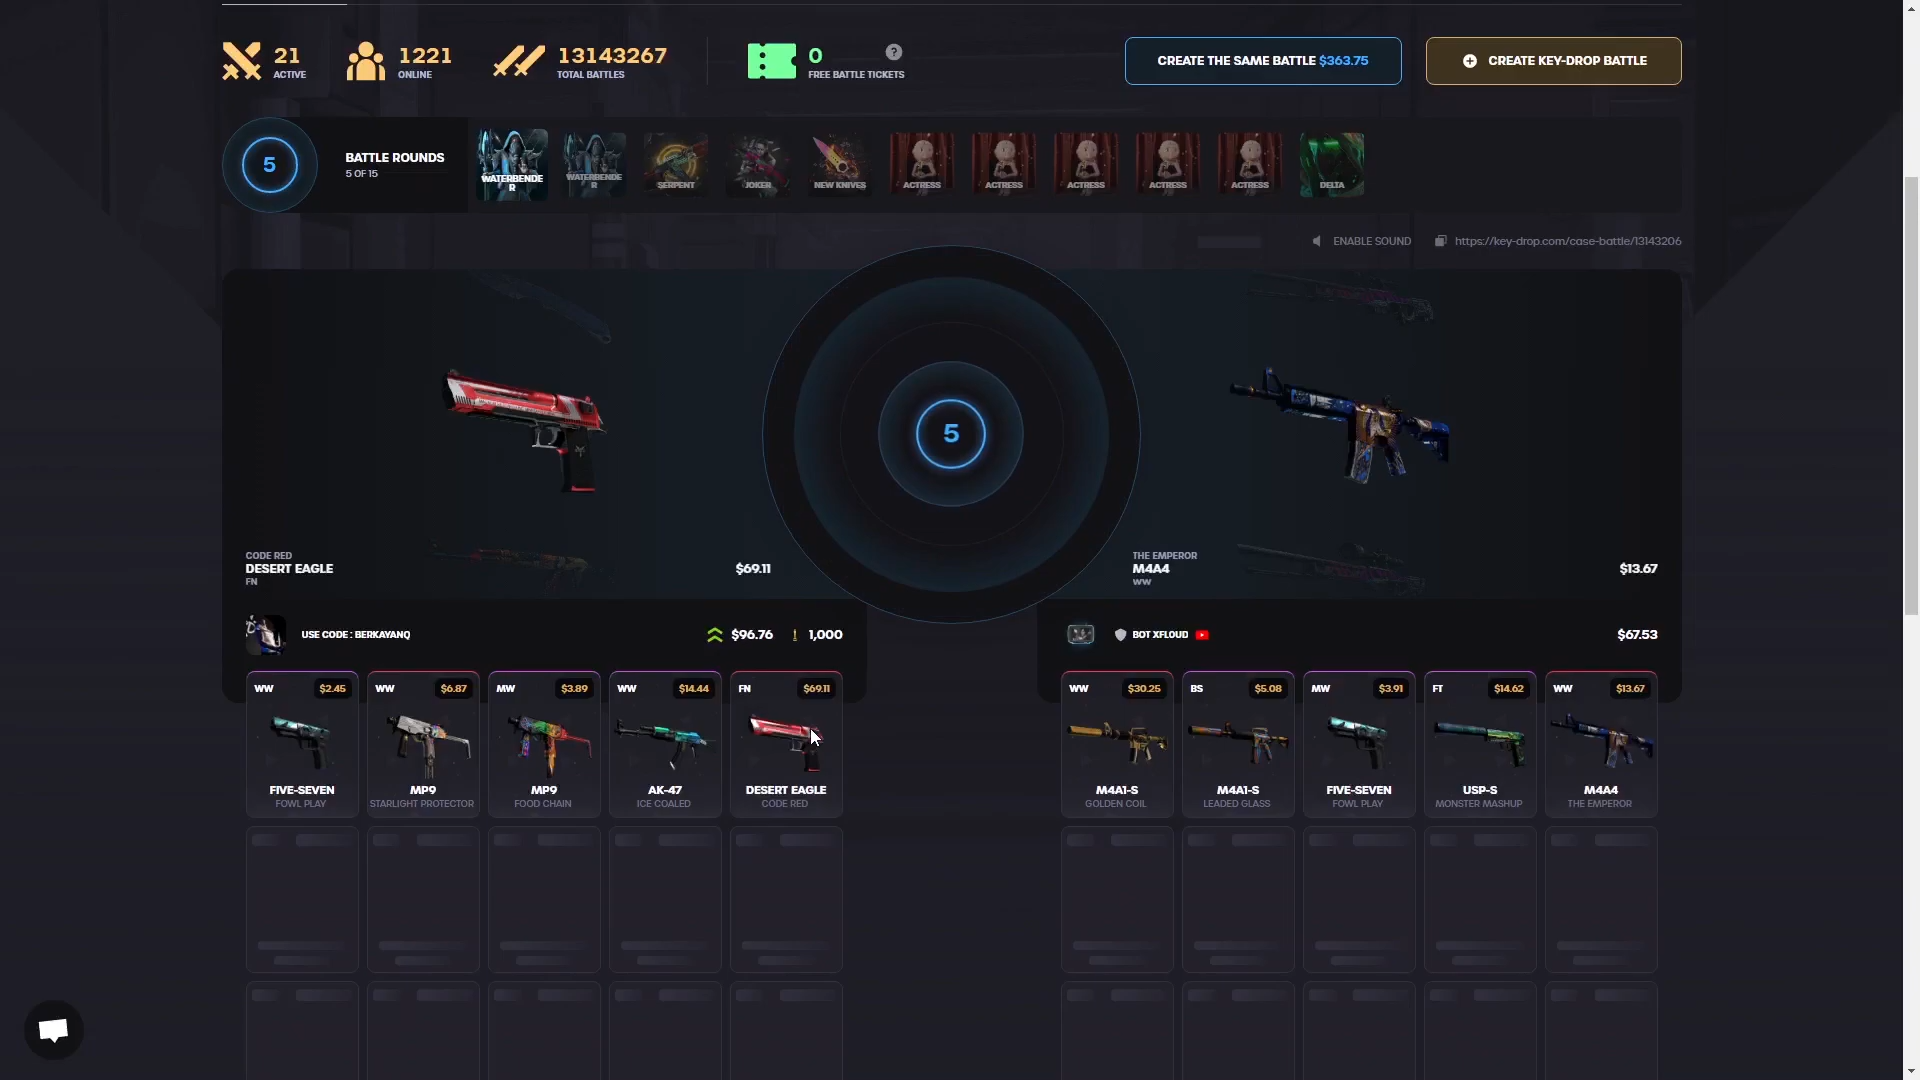 21
ACTIVE
1221
ONLINE
13143267
TOTAL BATTLES
0
FREE BATTLE TICKETS
?
CREATE THE SAME BATTLE $363.75
CREATE KEY-DROP BATTLE
5
BATTLE ROUNDS
5 OF 15
WATERBENDE
R
WATERBENDE
R
SERPENT
JOKER
NEW KNIVES
ACTRESS
ACTRESS
ACTRESS
ACTRESS
ACTRESS
DELTA
ENABLE SOUND
https://key-drop.com/case-battle/13143206
5
CODE RED
DESERT EAGLE
FN
$69.11
THE EMPEROR
M4A4
WW
$13.67
USE CODE : BERKAYANQ
$96.76
1,000
BOT XFLOUD
$67.53
WW $2.45
FIVE-SEVEN
FOWL PLAY
WW $6.87
MP9
STARLIGHT PROTECTOR
MW $3.89
MP9
FOOD CHAIN
WW $14.44
AK-47
ICE COALED
FN $69.11
DESERT EAGLE
CODE RED
WW $30.25
M4A1-S
GOLDEN COIL
BS $5.08
M4A1-S
LEADED GLASS
MW $3.91
FIVE-SEVEN
FOWL PLAY
FT $14.62
USP-S
MONSTER MASHUP
WW $13.67
M4A4
THE EMPEROR